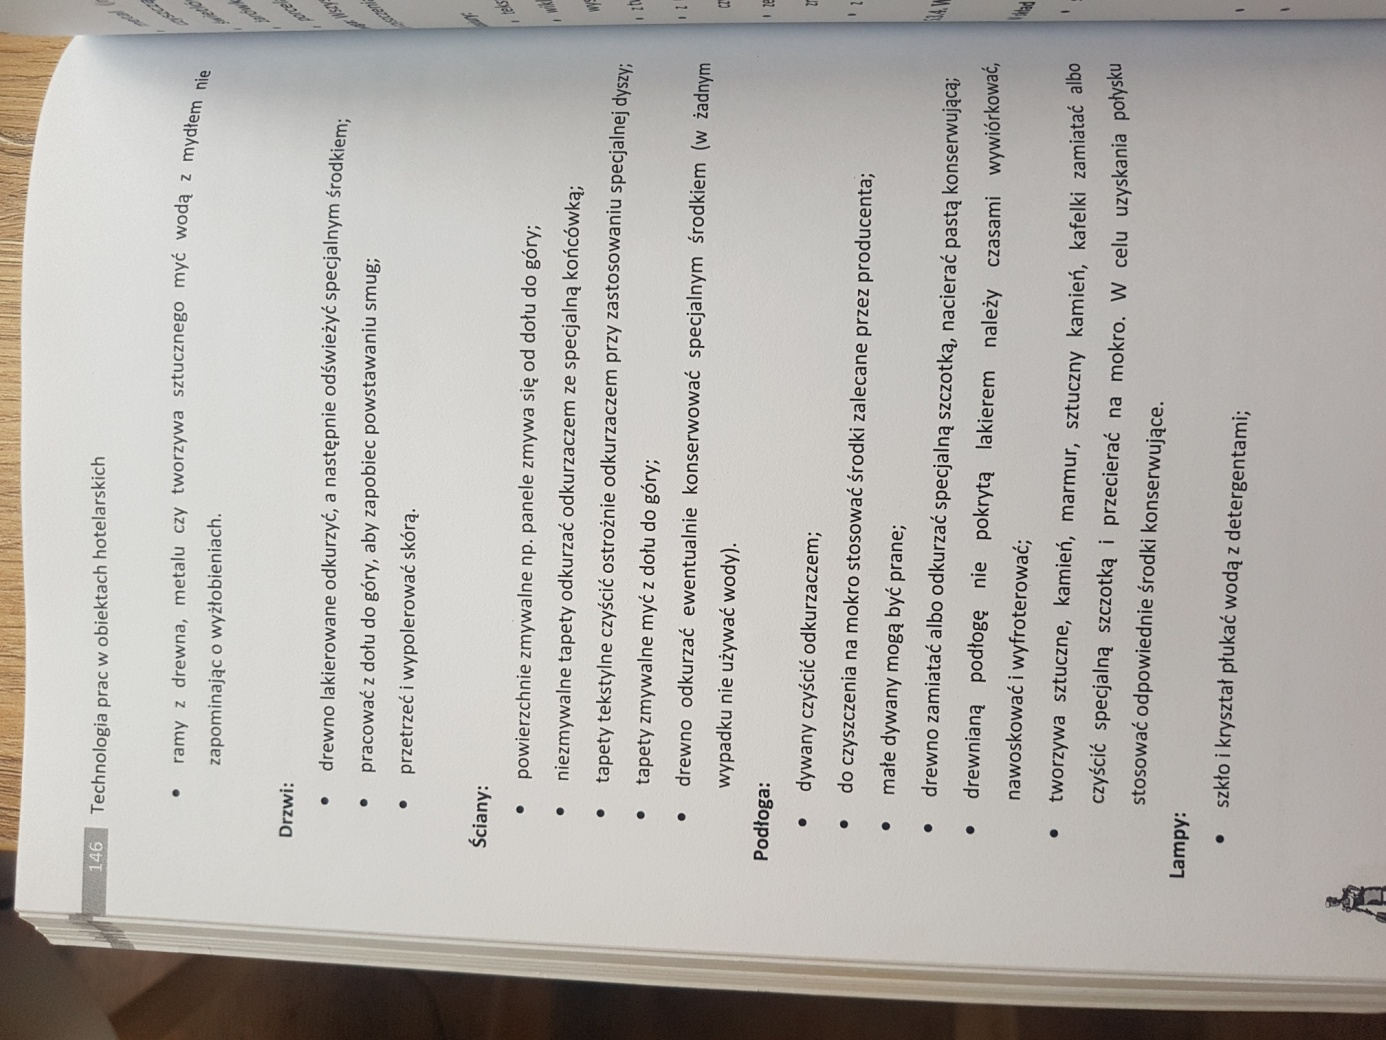 146 Technologia prac w obiektach hotelarskich
• ramy z drewna, metalu czy tworzywa sztucznego myć wodą z mydłem nie
zapominając o wyżłobieniach.
Drzwi:
• drewno lakierowane odkurzyć, a następnie odświeżyć specjalnym środkiem;
• pracować z dołu do góry, aby zapobiec powstawaniu smug;
• przetrzeć i wypolerować skórą.
Ściany:
• powierzchnie zmywalne np. panele zmywa się od dołu do góry;
• niezmywalne tapety odkurzać odkurzaczem ze specjalną końcówką;
• tapety tekstylne czyścić ostrożnie odkurzaczem przy zastosowaniu specjalnej dyszy;
• tapety zmywalne myć z dołu do góry;
• drewno odkurzać ewentualnie konserwować specjalnym środkiem (w żadnym
wypadku nie używać wody).
Podłoga:
• dywany czyścić odkurzaczem;
• do czyszczenia na mokro stosować środki zalecane przez producenta;
• małe dywany mogą być prane;
• drewno zamiatać albo odkurzać specjalną szczotką, nacierać pastą konserwującą;
• drewnianą podłogę nie pokrytą lakierem należy czasami wywiórkować,
nawoskować i wyfroterować;
• tworzywa sztuczne, kamień, marmur, sztuczny kamień, kafelki zamiatać albo
czyścić specjalną szczotką i przecierać na mokro. W celu uzyskania połysku
stosować odpowiednie środki konserwujące.
Lampy:
• szkło i kryształ płukać wodą z detergentami;